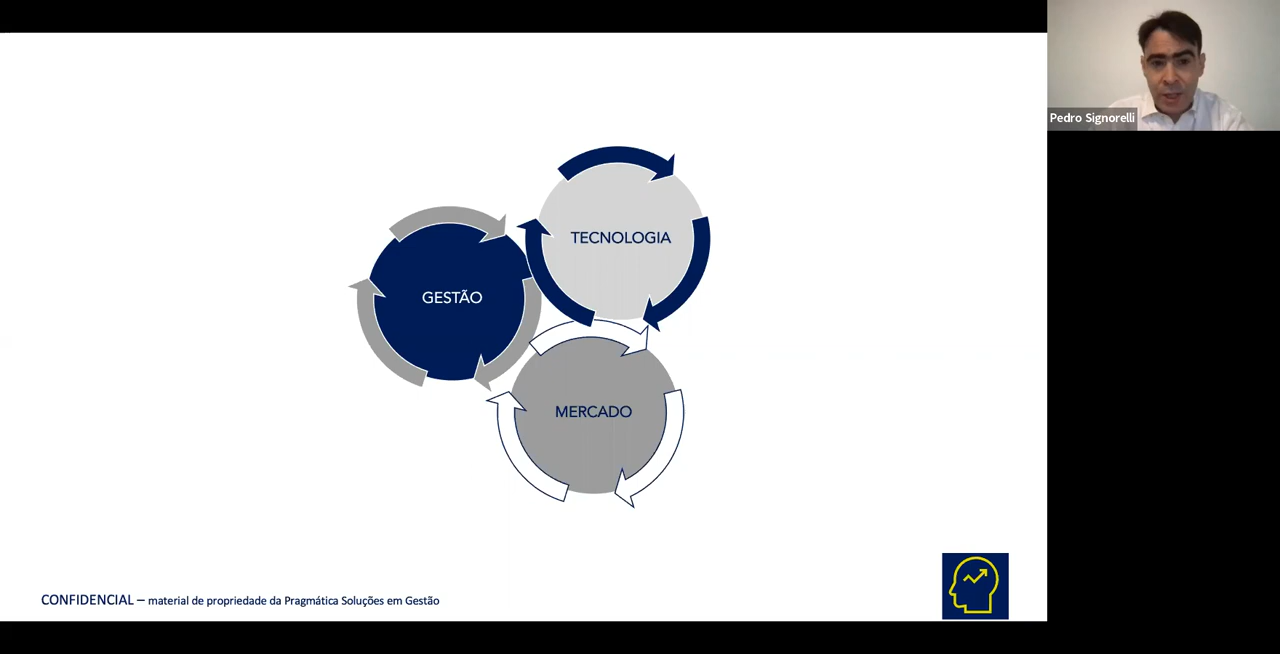 Pedro Signorelli
TECNOLOGIA
GESTÃO
MERCADO
CONFIDENCIAL – material de propriedade da Pragmática Soluções em Gestão